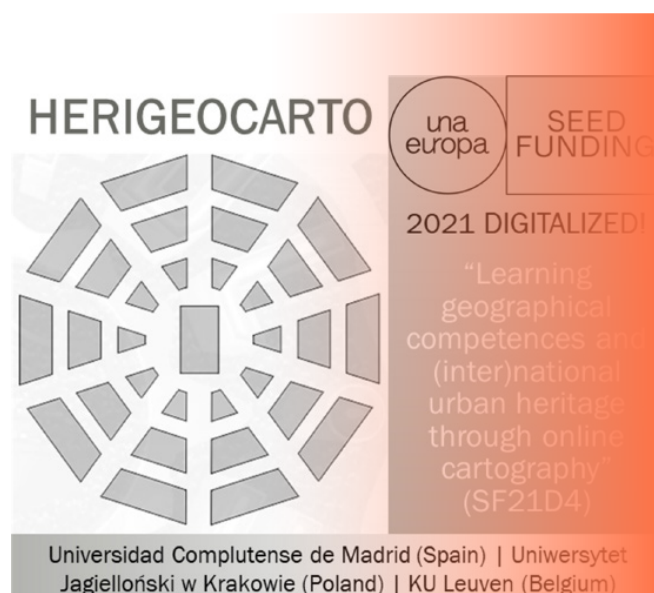 HERIGEOCARTO
una
europa
SEED
FUNDING
2021 DIGITALIZED!
“Learning
geographical
competences and
(inter)national
urban heritage
through online
cartography”
(SF21D4)
Universidad Complutense de Madrid (Spain) | Uniwersytet
Jagielloński w Krakowie (Poland) | KU Leuven (Belgium)